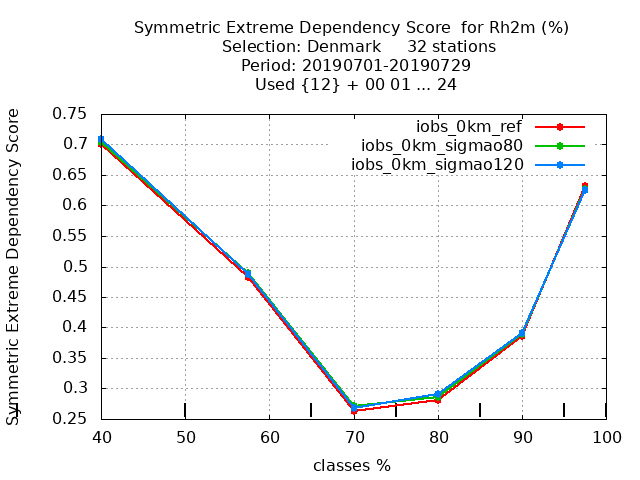 Symmetric Extreme Dependency Score for Rh2m (%)
Selection: Denmark 32 stations
Period: 20190701-20190729
Used {12} + 00 01 ... 24
Symmetric Extreme Dependency Score
0.75
0.7
0.65
0.6
0.55
0.5
0.45
0.4
0.35
0.3
0.25
iobs_0km_ref
iobs_0km_sigmao80
iobs_0km_sigmao120
40 50 60 70 80 90 100
classes %